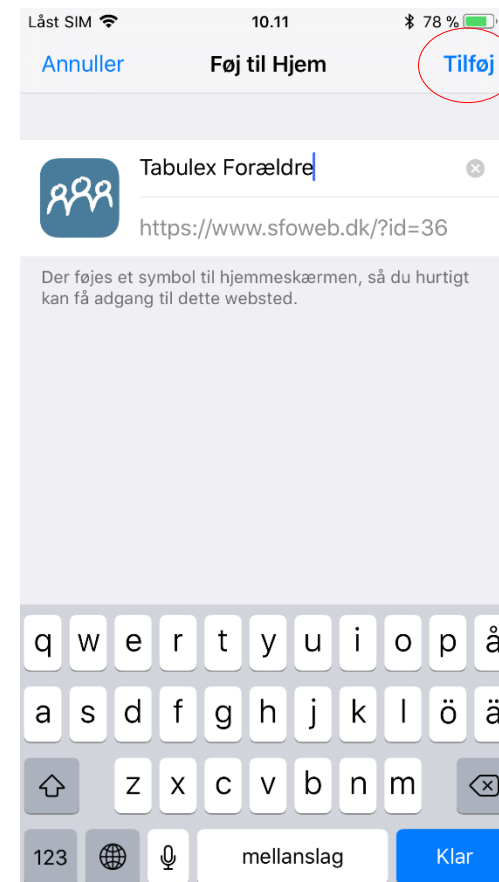 Låst SIM 10.11 78 %
Annuller Føj til Hjem Tilføj
Tabulex Forældre
https://www.sfoweb.dk/?id=36
Der føjes et symbol til hjemmeskærmen, så du hurtigt
kan få adgang til dette websted.
q w e r t y u i o p å
a s d f g h j k l ö ä
z x c v b n m
123 mellanslag Klar